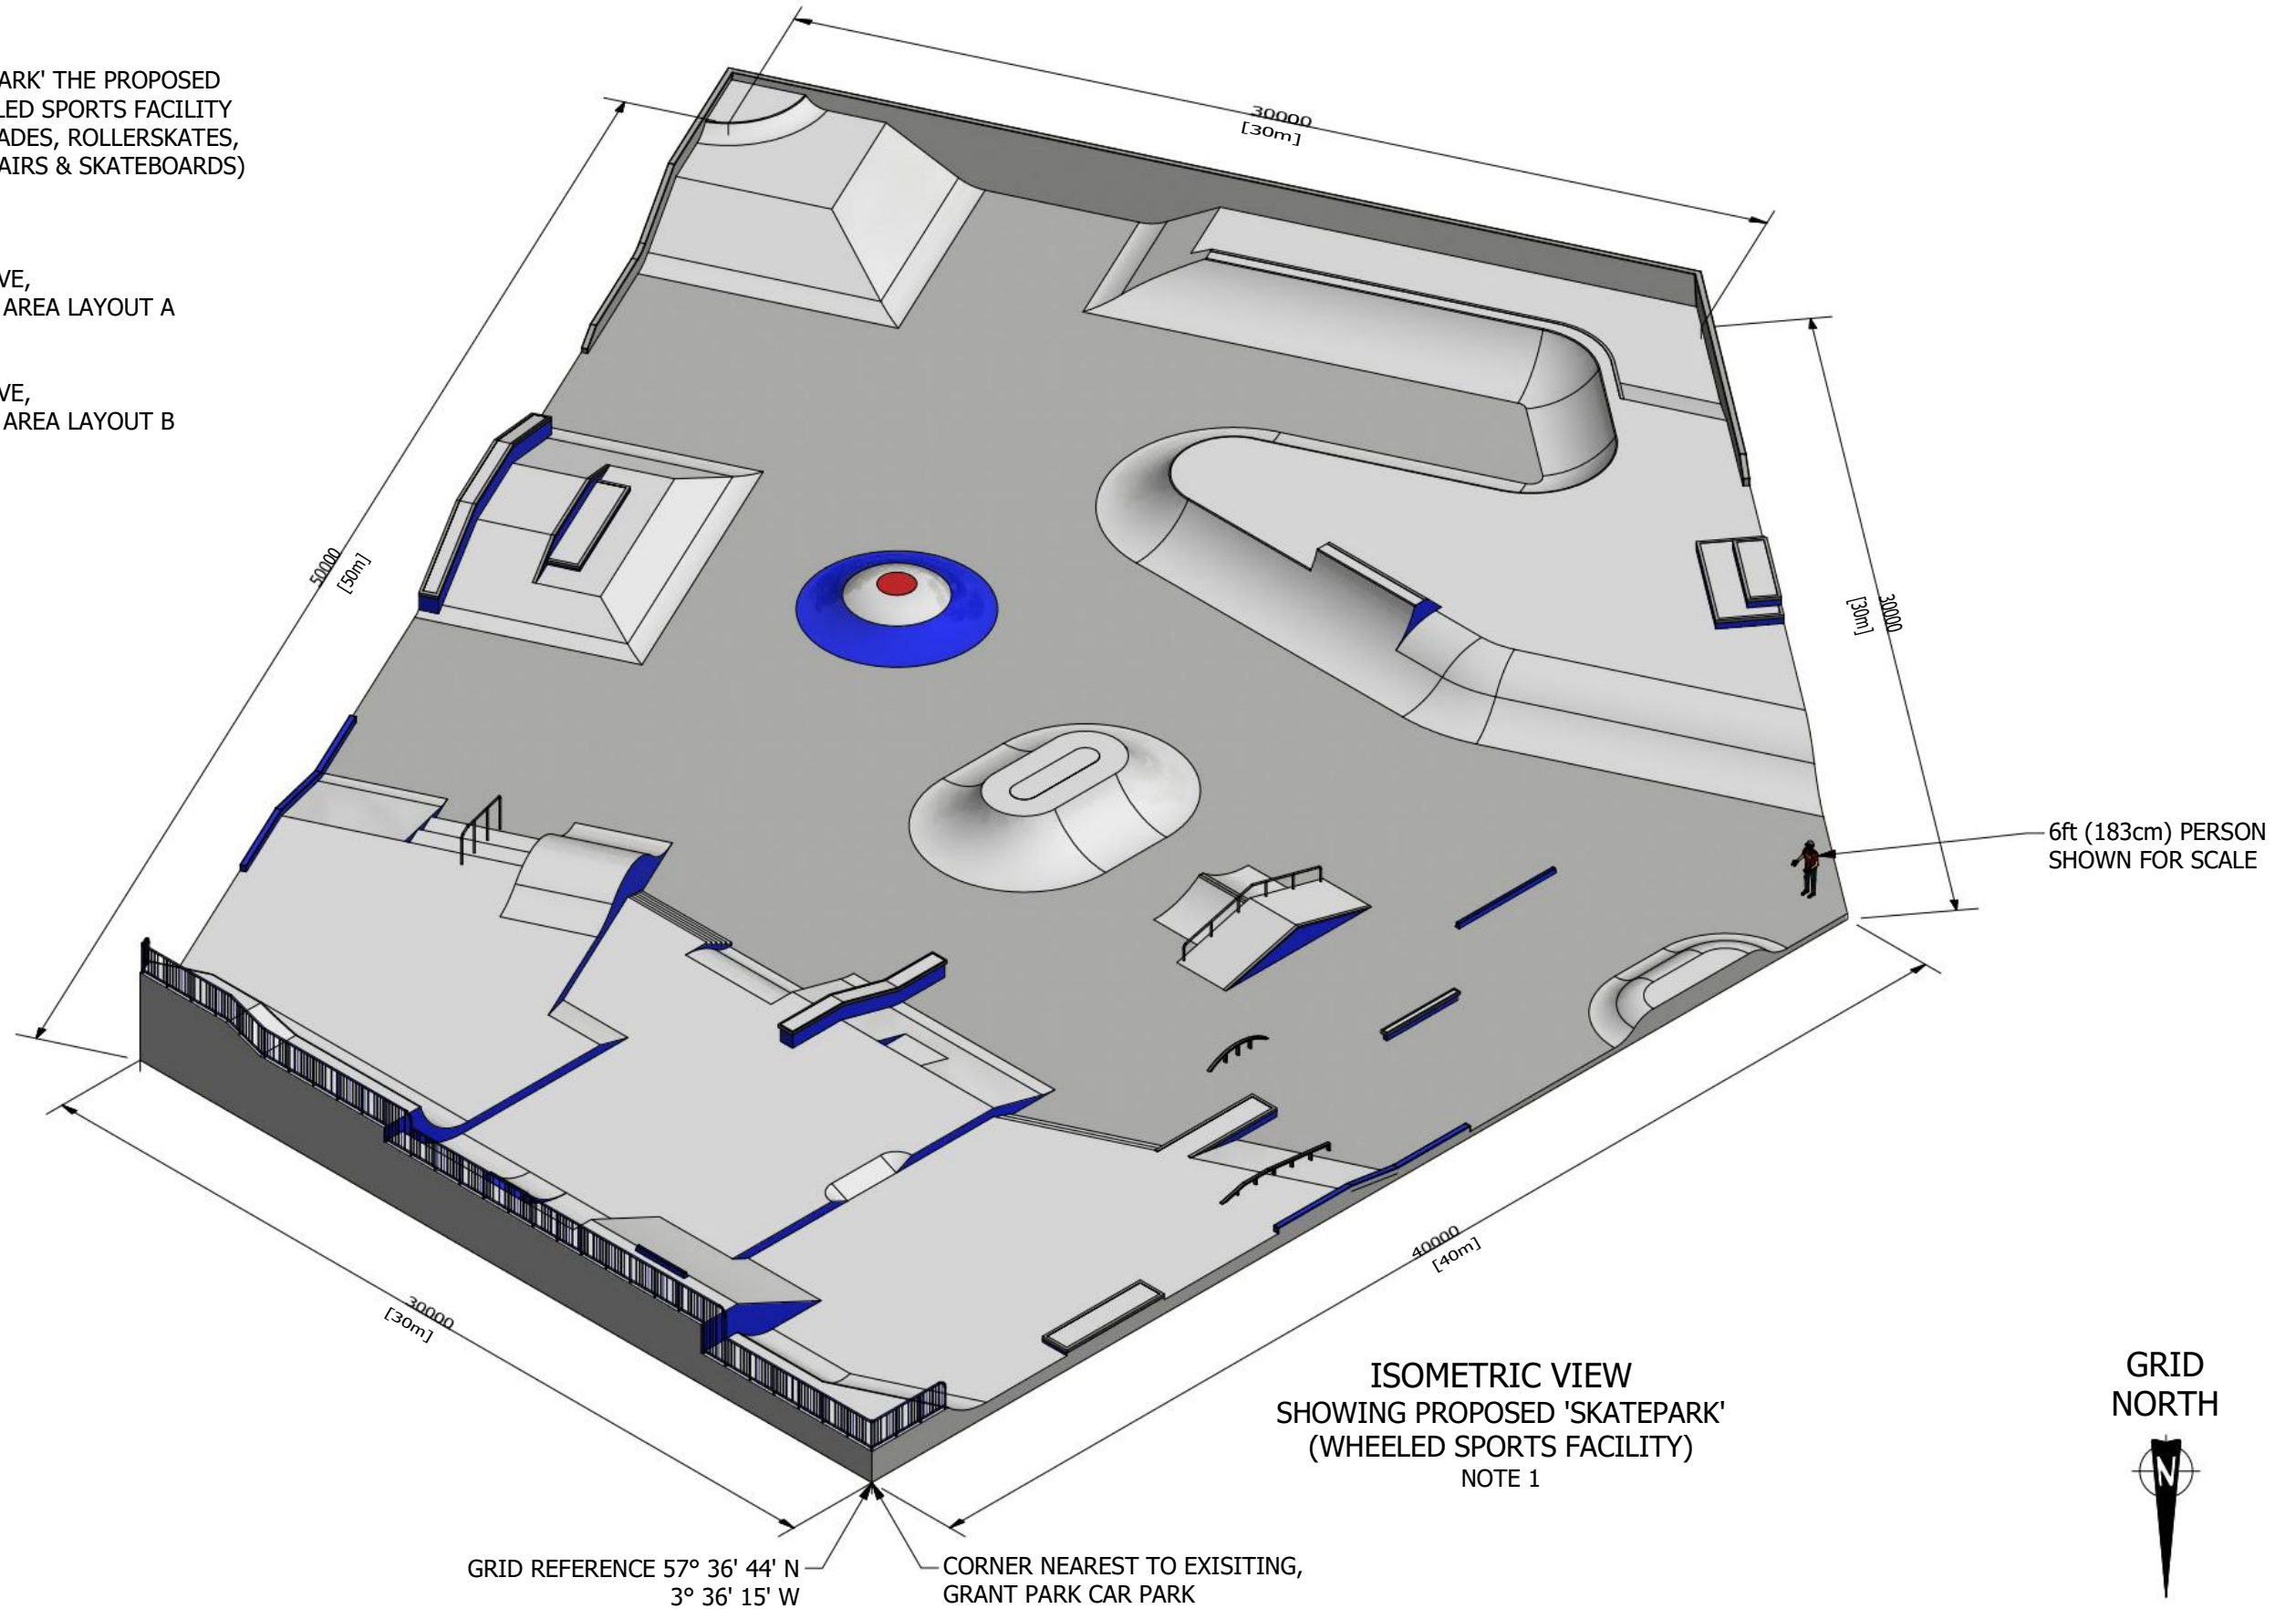 ARK' THE PROPOSED
LED SPORTS FACILITY
ADES, ROLLERSKATES,
AIRS & SKATEBOARDS)
VE,
AREA LAYOUT A
VE,
AREA LAYOUT B
30000
[30m]
50000
[50m]
30000
[30m]
6ft (183cm) PERSON
SHOWN FOR SCALE
40000
[40m]
30000
[30m]
ISOMETRIC VIEW
SHOWING PROPOSED 'SKATEPARK'
(WHEELED SPORTS FACILITY)
NOTE 1
GRID
NORTH
N
GRID REFERENCE 57° 36' 44' N
3° 36' 15' W
CORNER NEAREST TO EXISITING,
GRANT PARK CAR PARK